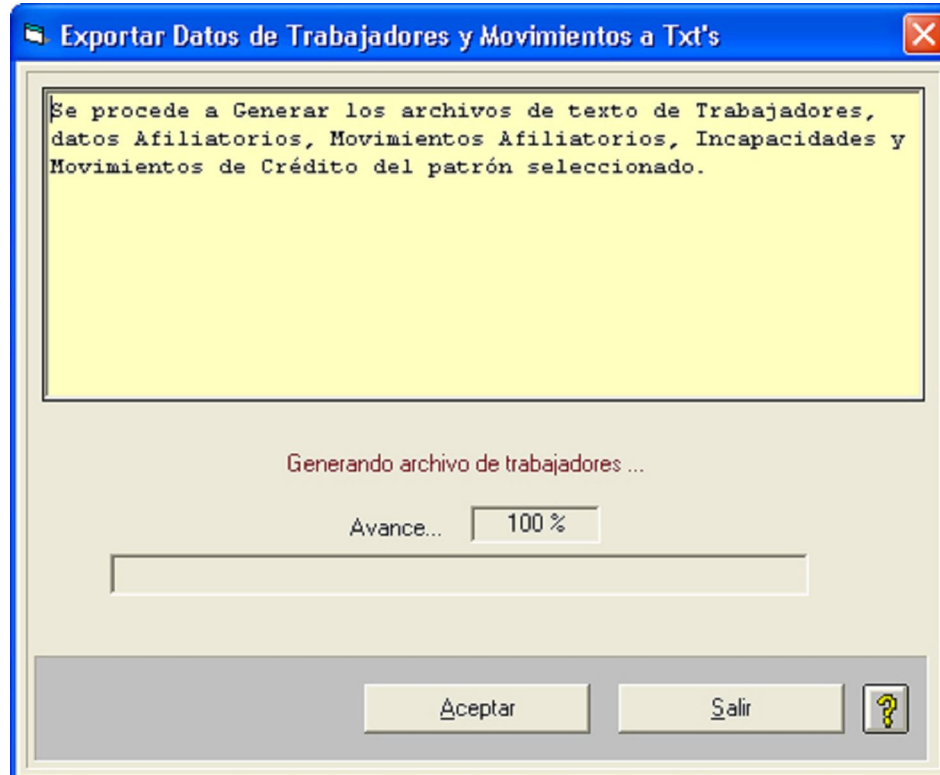 Exportar Datos de Trabajadores y Movimientos a Txt's
Se procede a Generar los archivos de texto de Trabajadores,
datos Afiliatorios, Movimientos Afiliatorios, Incapacidades y
Movimientos de Crédito del patrón seleccionado.
Generando archivo de trabajadores ...
Avance... 100 %
Aceptar Salir ?